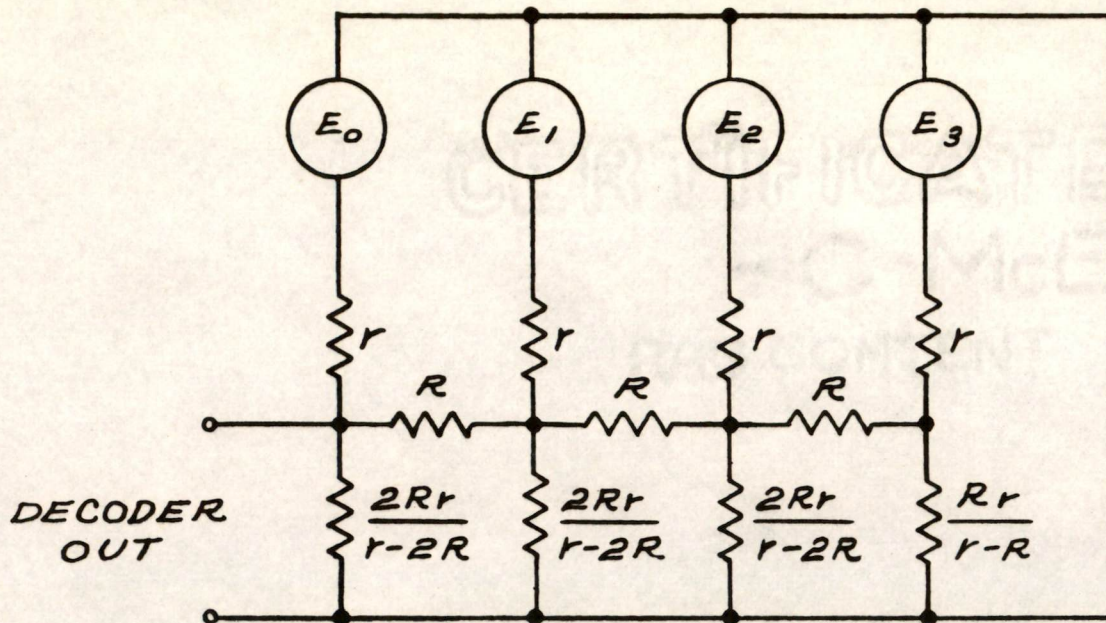 E₀ E₁ E₂ E₃
r r r r
R R R
2Rr/r-2R 2Rr/r-2R 2Rr/r-2R Rr/r-R
DECODER
OUT